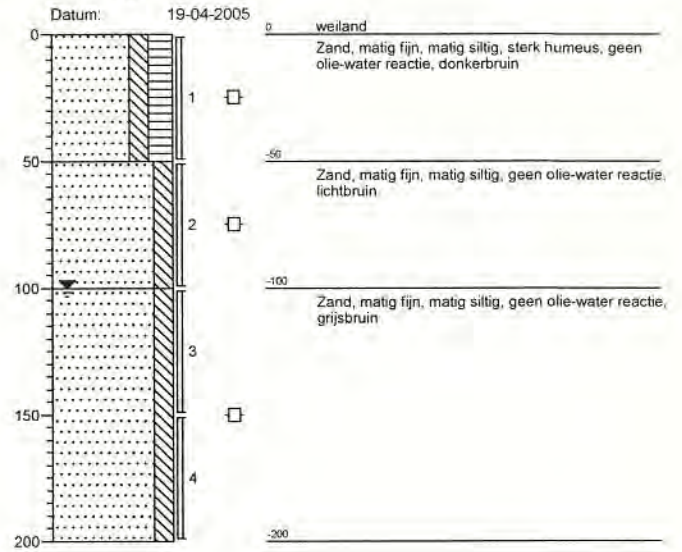 Datum: 19-04-2005
0
50
100
150
200
1
2
3
4
0 weiland
Zand, matig fijn, matig siltig, sterk humeus, geen
olie-water reactie, donkerbruin
-50
Zand, matig fijn, matig siltig, geen olie-water reactie,
lichtbruin
-100
Zand, matig fijn, matig siltig, geen olie-water reactie,
grijsbruin
-200